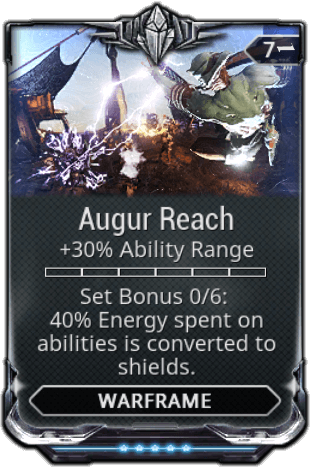 7
Augur Reach
+30% Ability Range
Set Bonus 0/6:
40% Energy spent on
abilities is converted to
shields.
WARFRAME